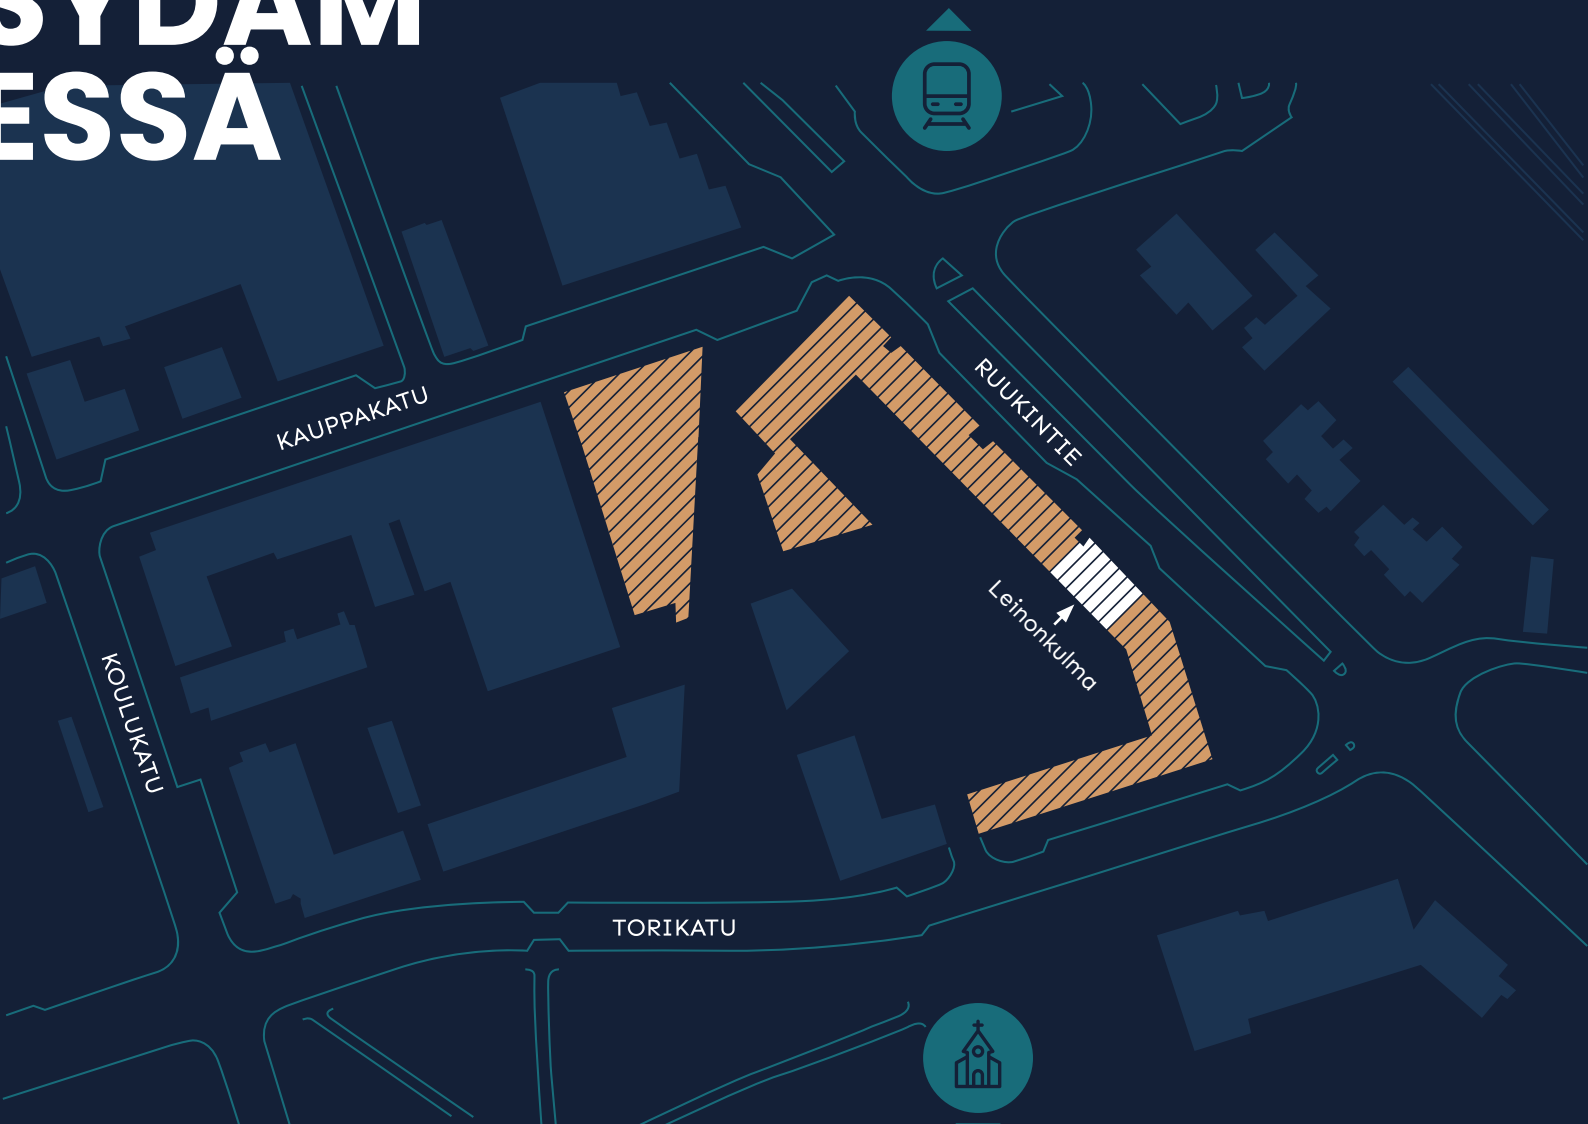 SYDÄM
ESSÄ
KAUPPAKATU
RUUKINTIE
Leinonkulma
KOULUKATU
TORIKATU